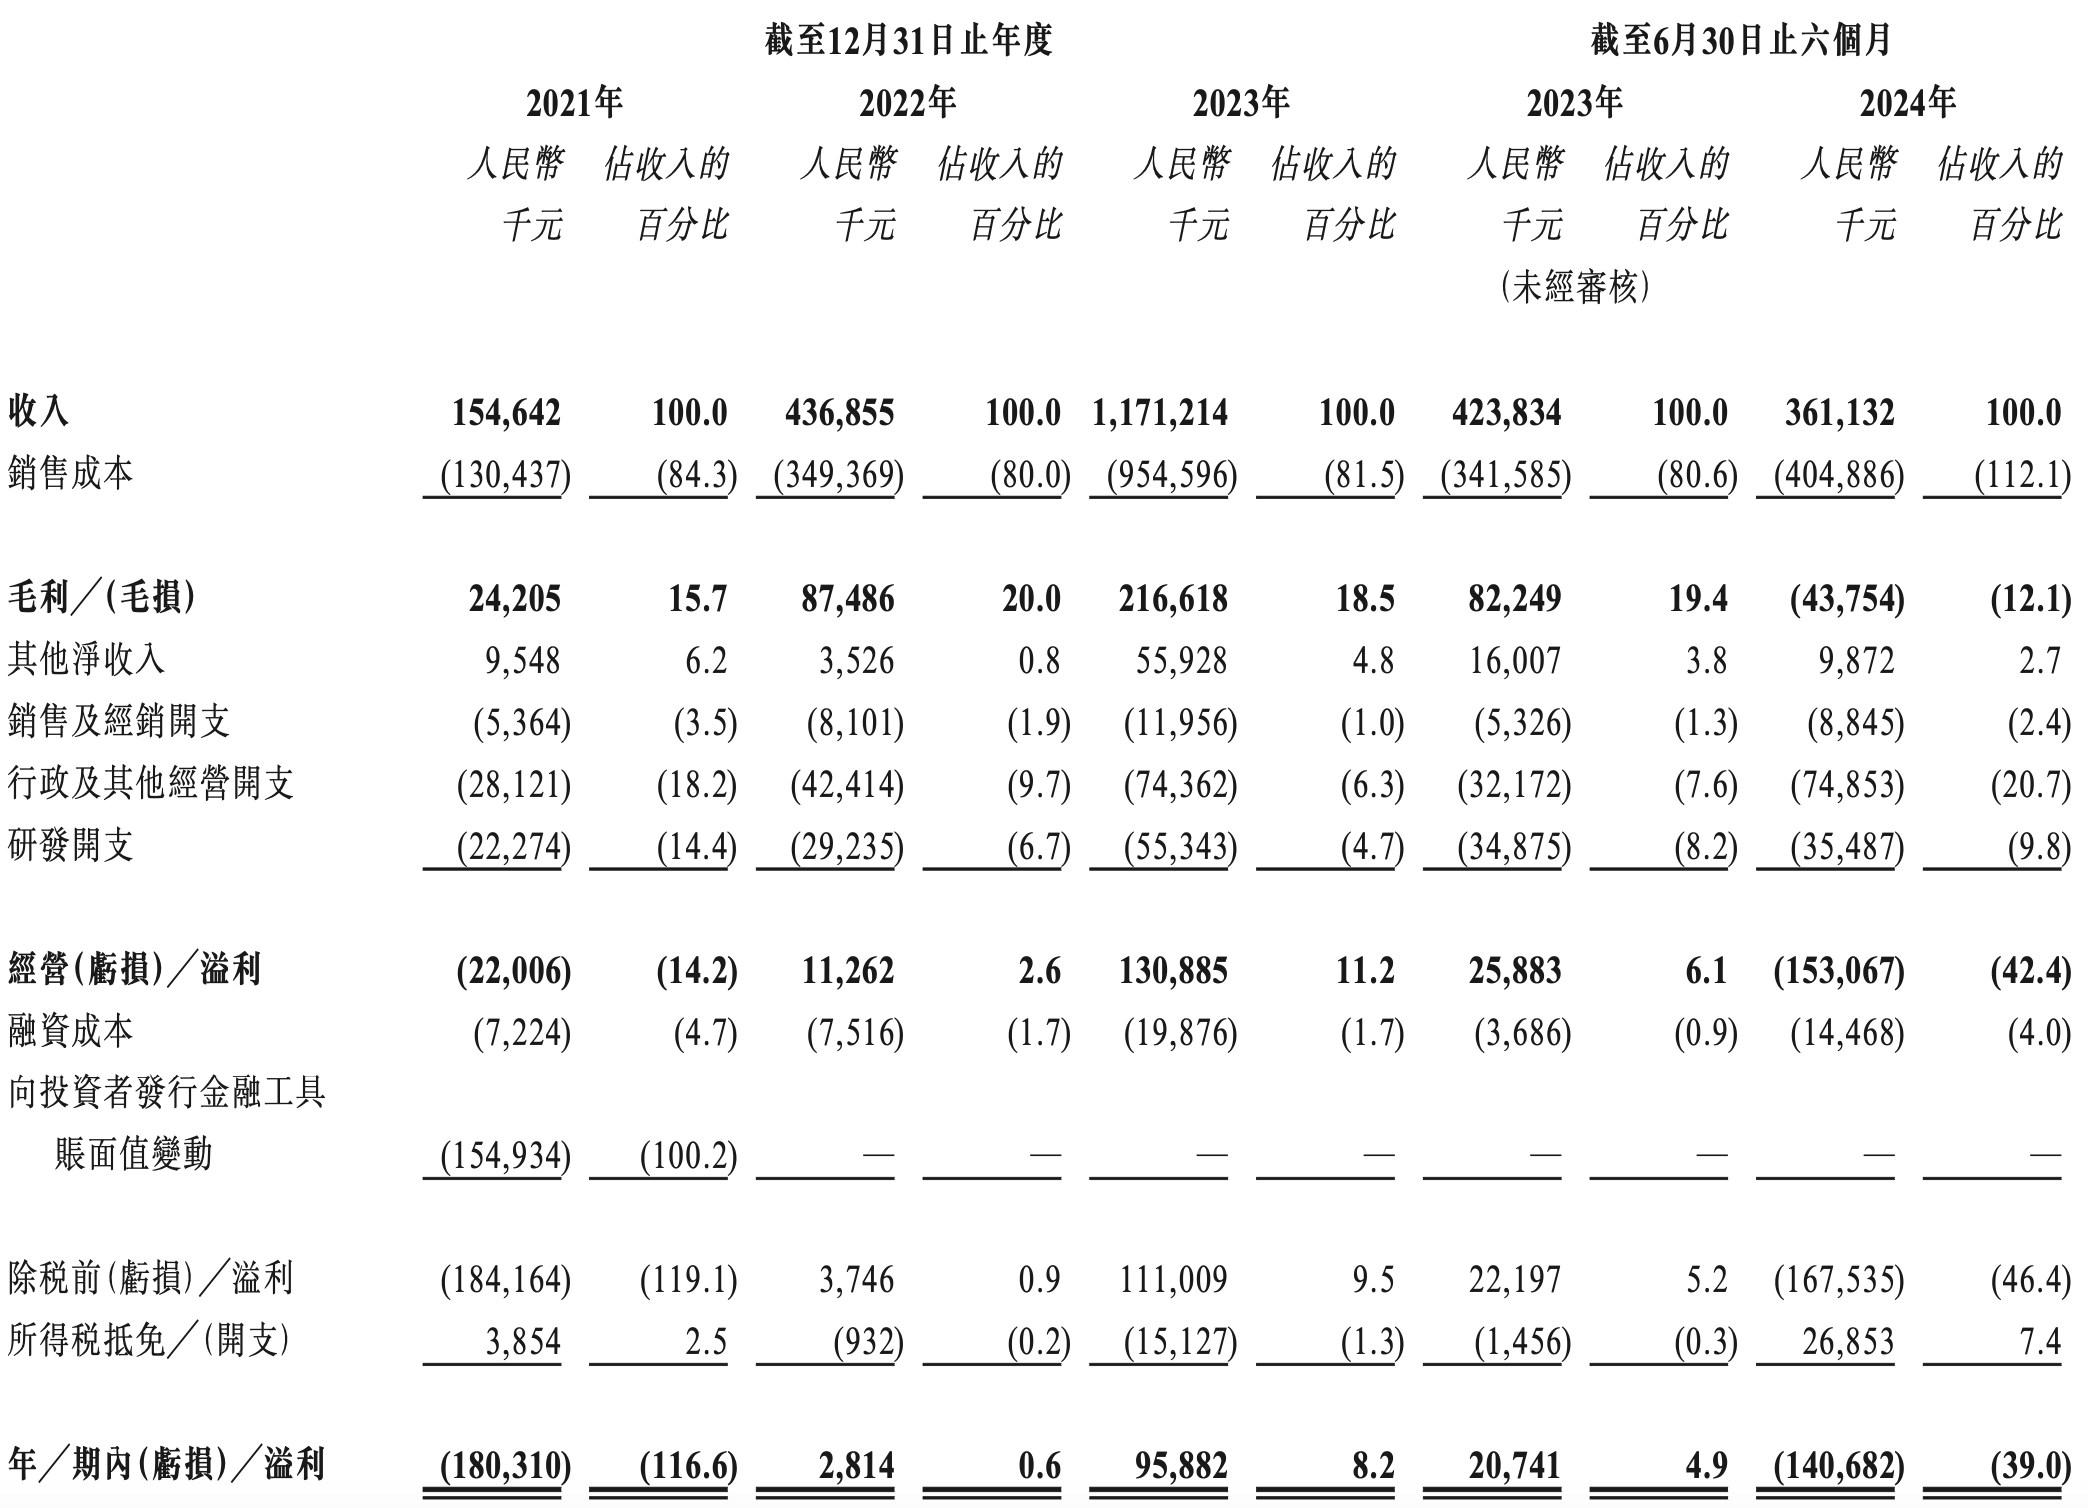 截至12月31日止年度 截至6月30日止六個月
2021年 2022年 2023年 2023年 2024年
人民幣 佔收入的 人民幣 佔收入的 人民幣 佔收入的 人民幣 佔收入的 人民幣 佔收入的
千元 百分比 千元 百分比 千元 百分比 千元 百分比 千元 百分比
(未經審核)
收入 154,642 100.0 436,855 100.0 1,171,214 100.0 423,834 100.0 361,132 100.0
銷售成本 (130,437) (84.3) (349,369) (80.0) (954,596) (81.5) (341,585) (80.6) (404,886) (112.1)
毛利╱(毛損) 24,205 15.7 87,486 20.0 216,618 18.5 82,249 19.4 (43,754) (12.1)
其他淨收入 9,548 6.2 3,526 0.8 55,928 4.8 16,007 3.8 9,872 2.7
銷售及經銷開支 (5,364) (3.5) (8,101) (1.9) (11,956) (1.0) (5,326) (1.3) (8,845) (2.4)
行政及其他經營開支 (28,121) (18.2) (42,414) (9.7) (74,362) (6.3) (32,172) (7.6) (74,853) (20.7)
研發開支 (22,274) (14.4) (29,235) (6.7) (55,343) (4.7) (34,875) (8.2) (35,487) (9.8)
經營(虧損)╱溢利 (22,006) (14.2) 11,262 2.6 130,885 11.2 25,883 6.1 (153,067) (42.4)
融資成本 (7,224) (4.7) (7,516) (1.7) (19,876) (1.7) (3,686) (0.9) (14,468) (4.0)
向投資者發行金融工具
賬面值變動 (154,934) (100.2) — — — — — — — —
除稅前(虧損)╱溢利 (184,164) (119.1) 3,746 0.9 111,009 9.5 22,197 5.2 (167,535) (46.4)
所得稅抵免╱(開支) 3,854 2.5 (932) (0.2) (15,127) (1.3) (1,456) (0.3) 26,853 7.4
年╱期內(虧損)╱溢利 (180,310) (116.6) 2,814 0.6 95,882 8.2 20,741 4.9 (140,682) (39.0)